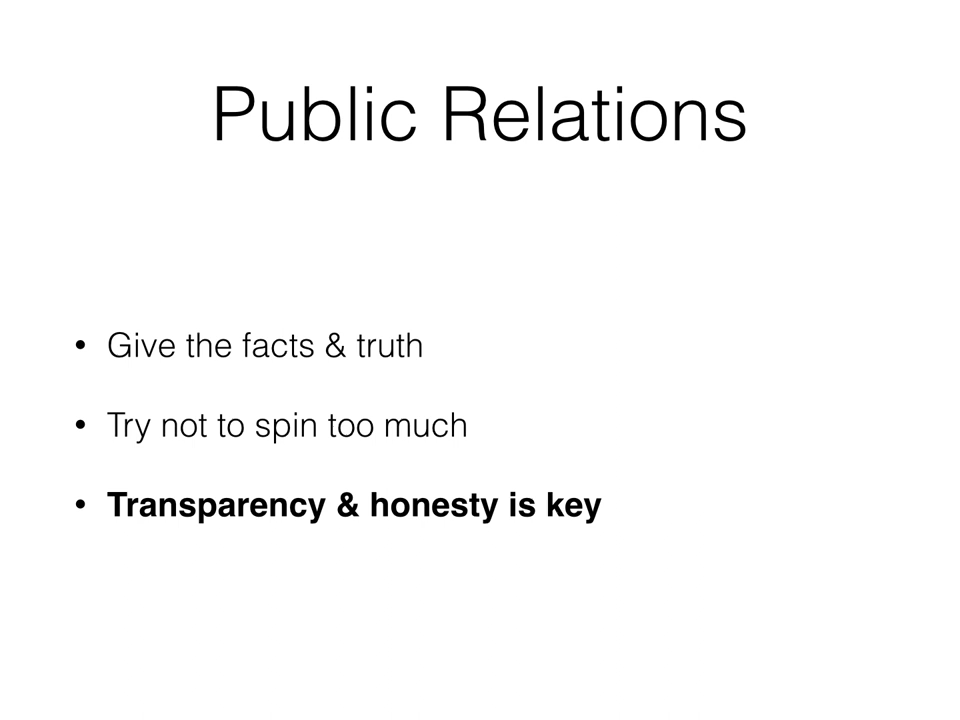 Public Relations
• Give the facts & truth
• Try not to spin too much
• Transparency & honesty is key